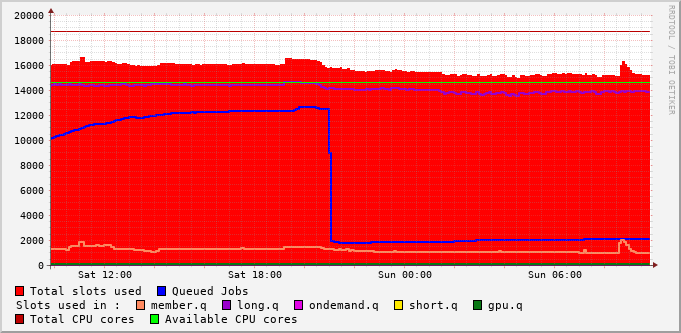 20000
18000
16000
14000
12000
10000
8000
6000
4000
2000
0
Sat 12:00 Sat 18:00 Sun 00:00 Sun 06:00
Total slots used Queued Jobs
Slots used in : member.q long.q ondemand.q short.q gpu.q
Total CPU cores Available CPU cores
RRDTOOL / TOBI OETIKER